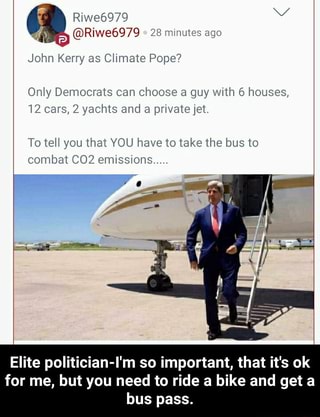 Riwe6979
@Riwe6979 • 28 minutes ago
John Kerry as Climate Pope?
Only Democrats can choose a guy with 6 houses,
12 cars, 2 yachts and a private jet.
To tell you that YOU have to take the bus to
combat CO2 emissions.....
Elite politician-I'm so important, that it's ok
for me, but you need to ride a bike and get a
bus pass.